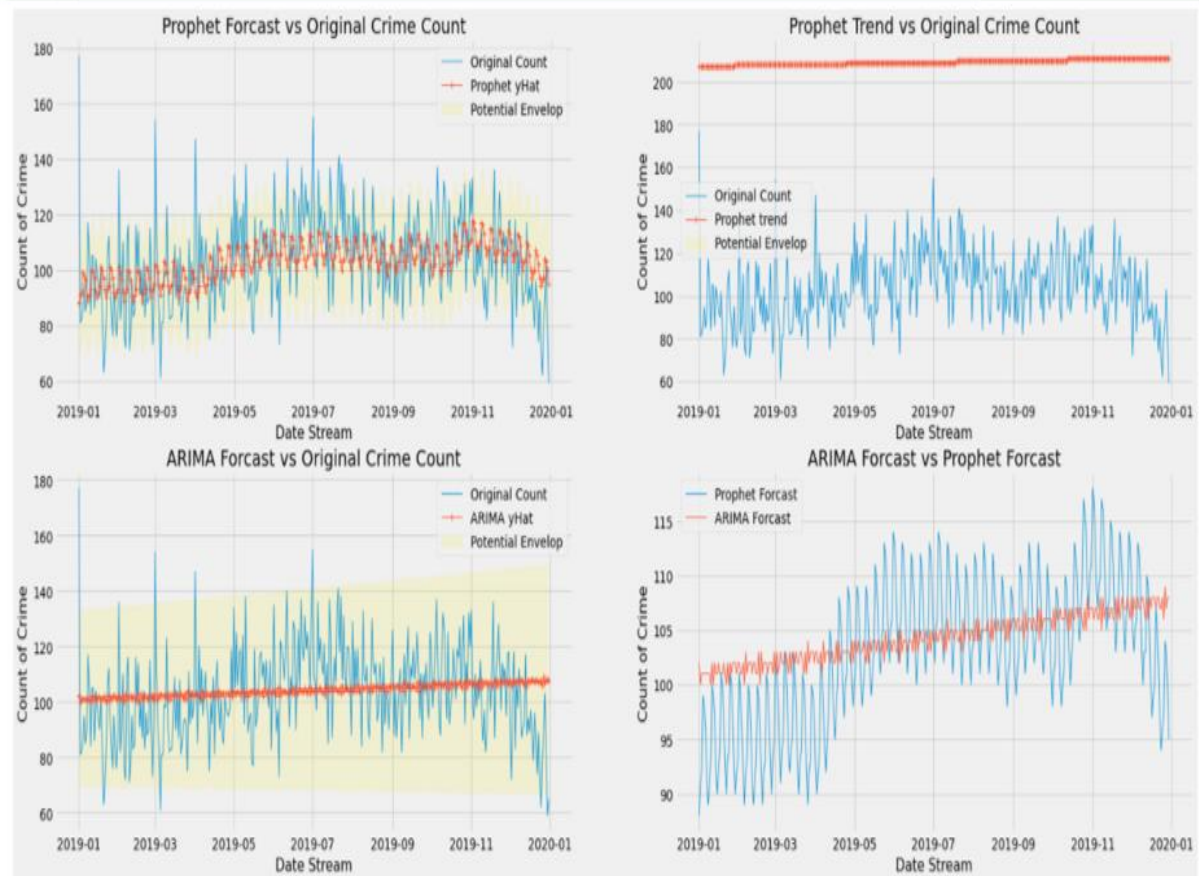 Prophet Forcast vs Original Crime Count
180
160
140
120
100
80
60
Count of Crime
Original Count
Prophet yHat
Potential Envelop
2019-01 2019-03 2019-05 2019-07 2019-09 2019-11 2020-01
Date Stream
Prophet Trend vs Original Crime Count
200
180
160
140
120
100
80
60
Count of Crime
Original Count
Prophet trend
Potential Envelop
2019-01 2019-03 2019-05 2019-07 2019-09 2019-11 2020-01
Date Stream
ARIMA Forcast vs Original Crime Count
180
160
140
120
100
80
60
Count of Crime
Original Count
ARIMA yHat
Potential Envelop
2019-01 2019-03 2019-05 2019-07 2019-09 2019-11 2020-01
Date Stream
ARIMA Forcast vs Prophet Forcast
115
110
105
100
95
90
Count of Crime
Prophet Forcast
ARIMA Forcast
2019-01 2019-03 2019-05 2019-07 2019-09 2019-11 2020-01
Date Stream